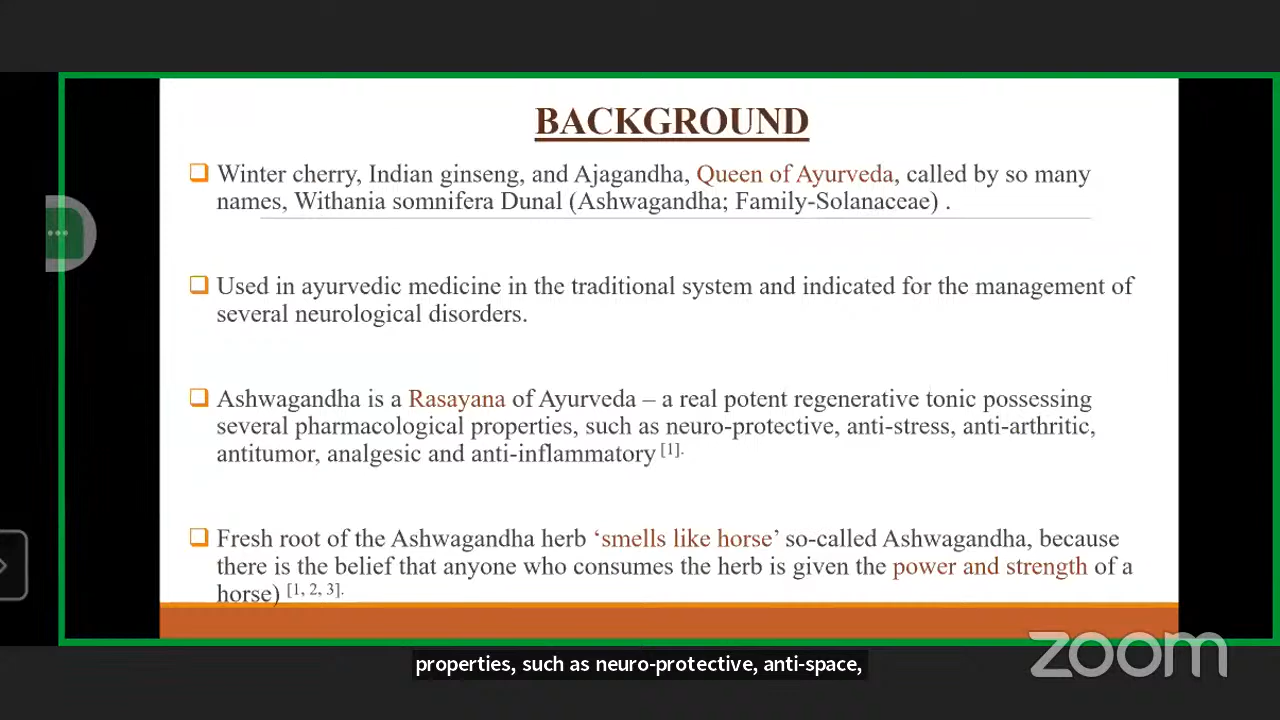 BACKGROUND
Winter cherry, Indian ginseng, and Ajagandha, Queen of Ayurveda, called by so many
names, Withania somnifera Dunal (Ashwagandha; Family-Solanaceae) .
Used in ayurvedic medicine in the traditional system and indicated for the management of
several neurological disorders.
Ashwagandha is a Rasayana of Ayurveda – a real potent regenerative tonic possessing
several pharmacological properties, such as neuro-protective, anti-stress, anti-arthritic,
antitumor, analgesic and anti-inflammatory [1].
Fresh root of the Ashwagandha herb ‘smells like horse’ so-called Ashwagandha, because
there is the belief that anyone who consumes the herb is given the power and strength of a
horse) [1, 2, 3].
zoom
properties, such as neuro-protective, anti-space,